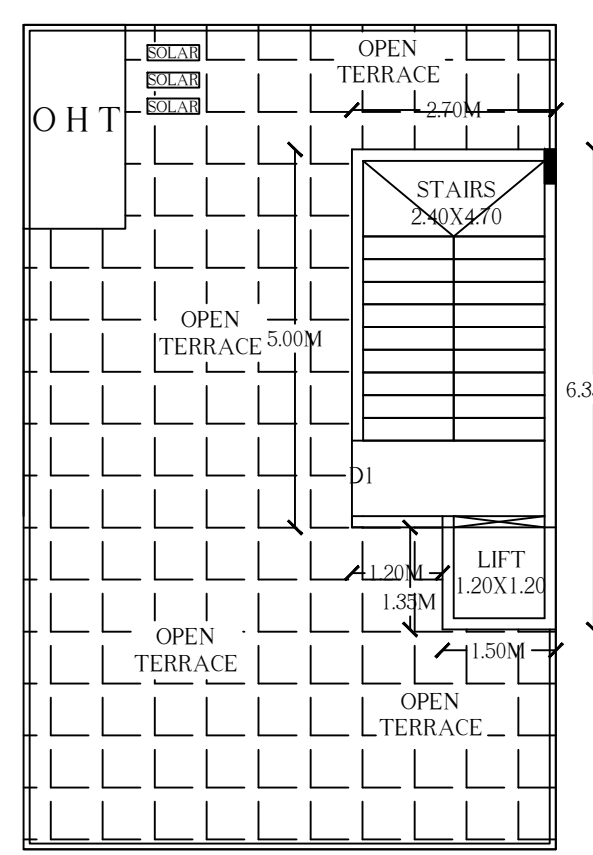 SOLAR
SOLAR
SOLAR
O H T
OPEN
TERRACE
2.70M
STAIRS
2.40X4.70
OPEN
TERRACE
5.00M
D1
LIFT
1.20X1.20
1.20M
1.35M
1.50M
OPEN
TERRACE
OPEN
TERRACE